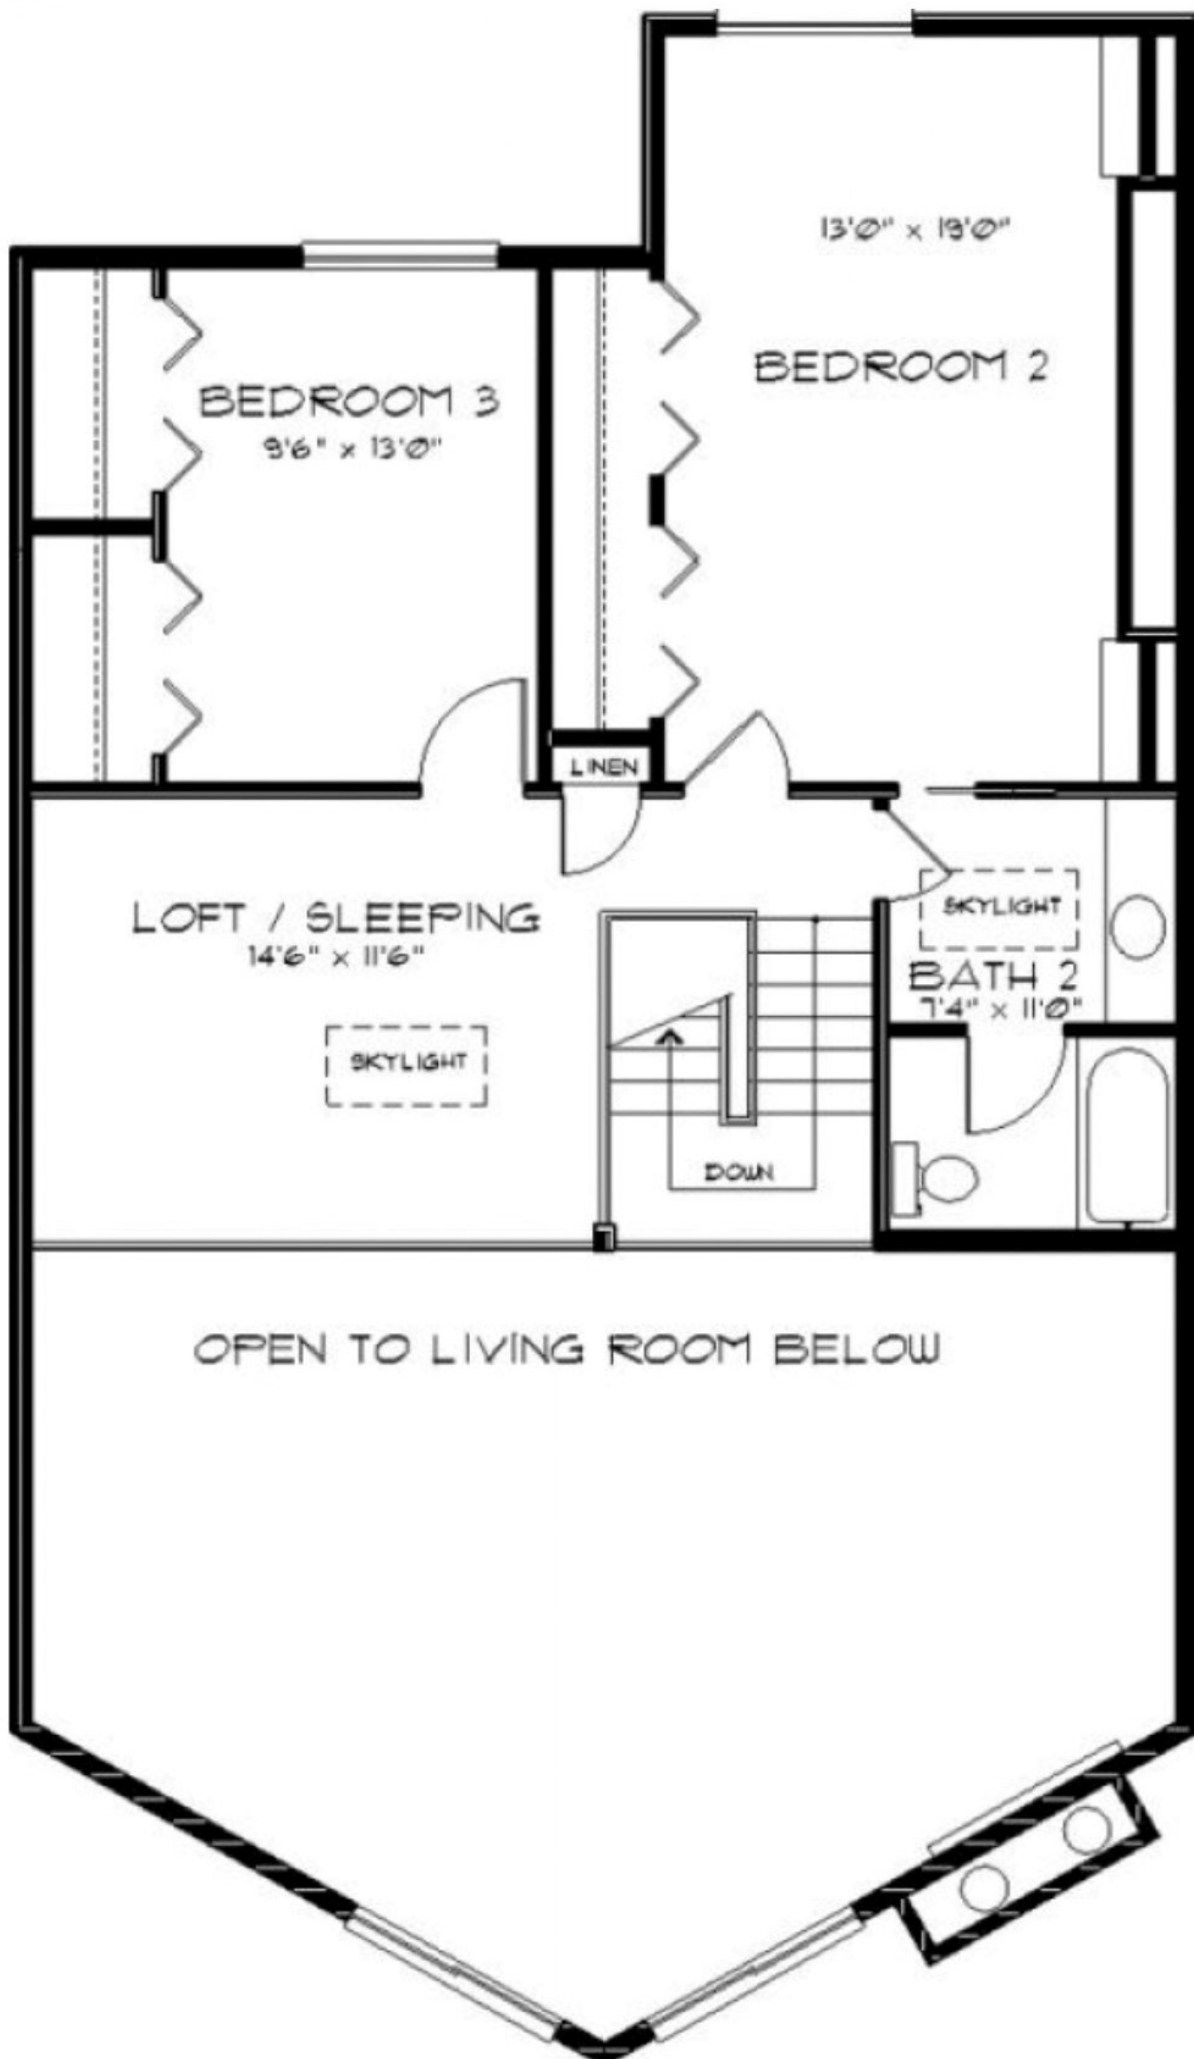 13'0" x 19'0"
BEDROOM 2
BEDROOM 3
9'6" x 13'0"
LINEN
LOFT / SLEEPING
14'6" x 11'6"
SKYLIGHT
SKYLIGHT
BATH 2
7'4" x 11'0"
DOWN
OPEN TO LIVING ROOM BELOW